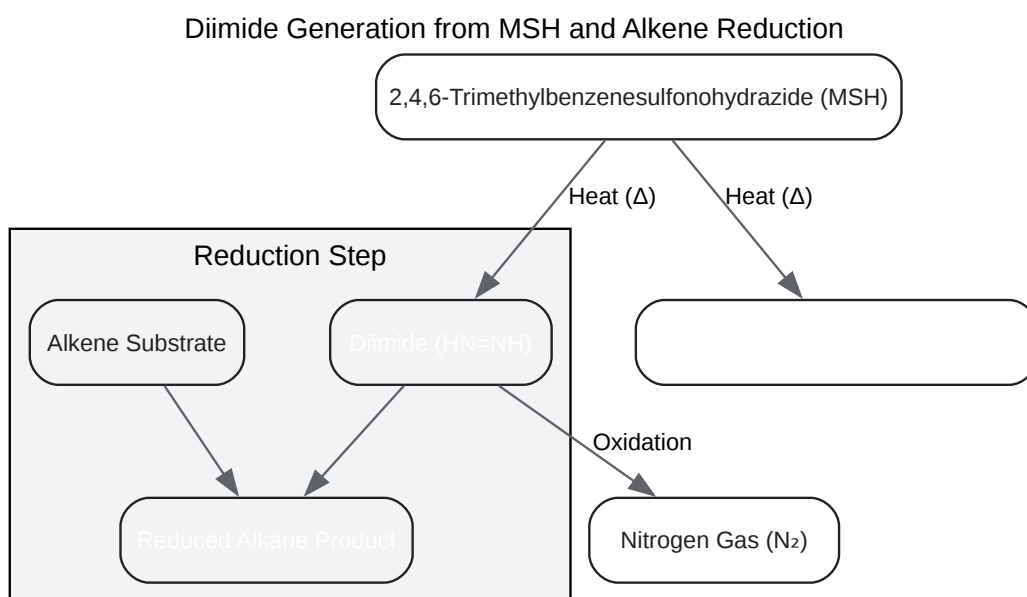 Diimide Generation from MSH and Alkene Reduction
2,4,6-Trimethylbenzenesulfonohydrazide (MSH)
Heat (Δ)
Heat (Δ)
Reduction Step
Alkene Substrate
Diimide (HN=NH)
Oxidation
Reduced Alkane Product
Nitrogen Gas (N₂)